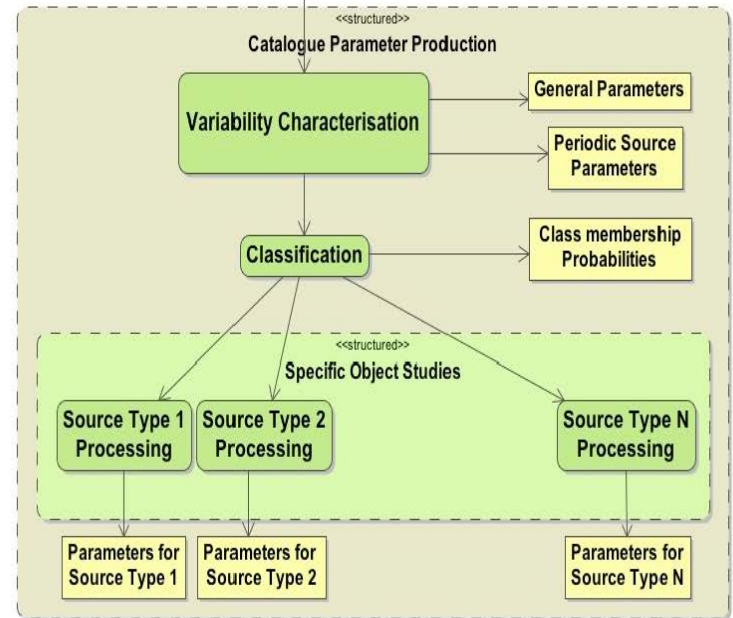 <<structured>>
Catalogue Parameter Production
Variability Characterisation
General Parameters
Periodic Source
Parameters
Classification
Class membership
Probabilities
<<structured>>
Specific Object Studies
Source Type 1
Processing
Source Type 2
Processing
Source Type N
Processing
Parameters for
Source Type 1
Parameters for
Source Type 2
Parameters for
Source Type N